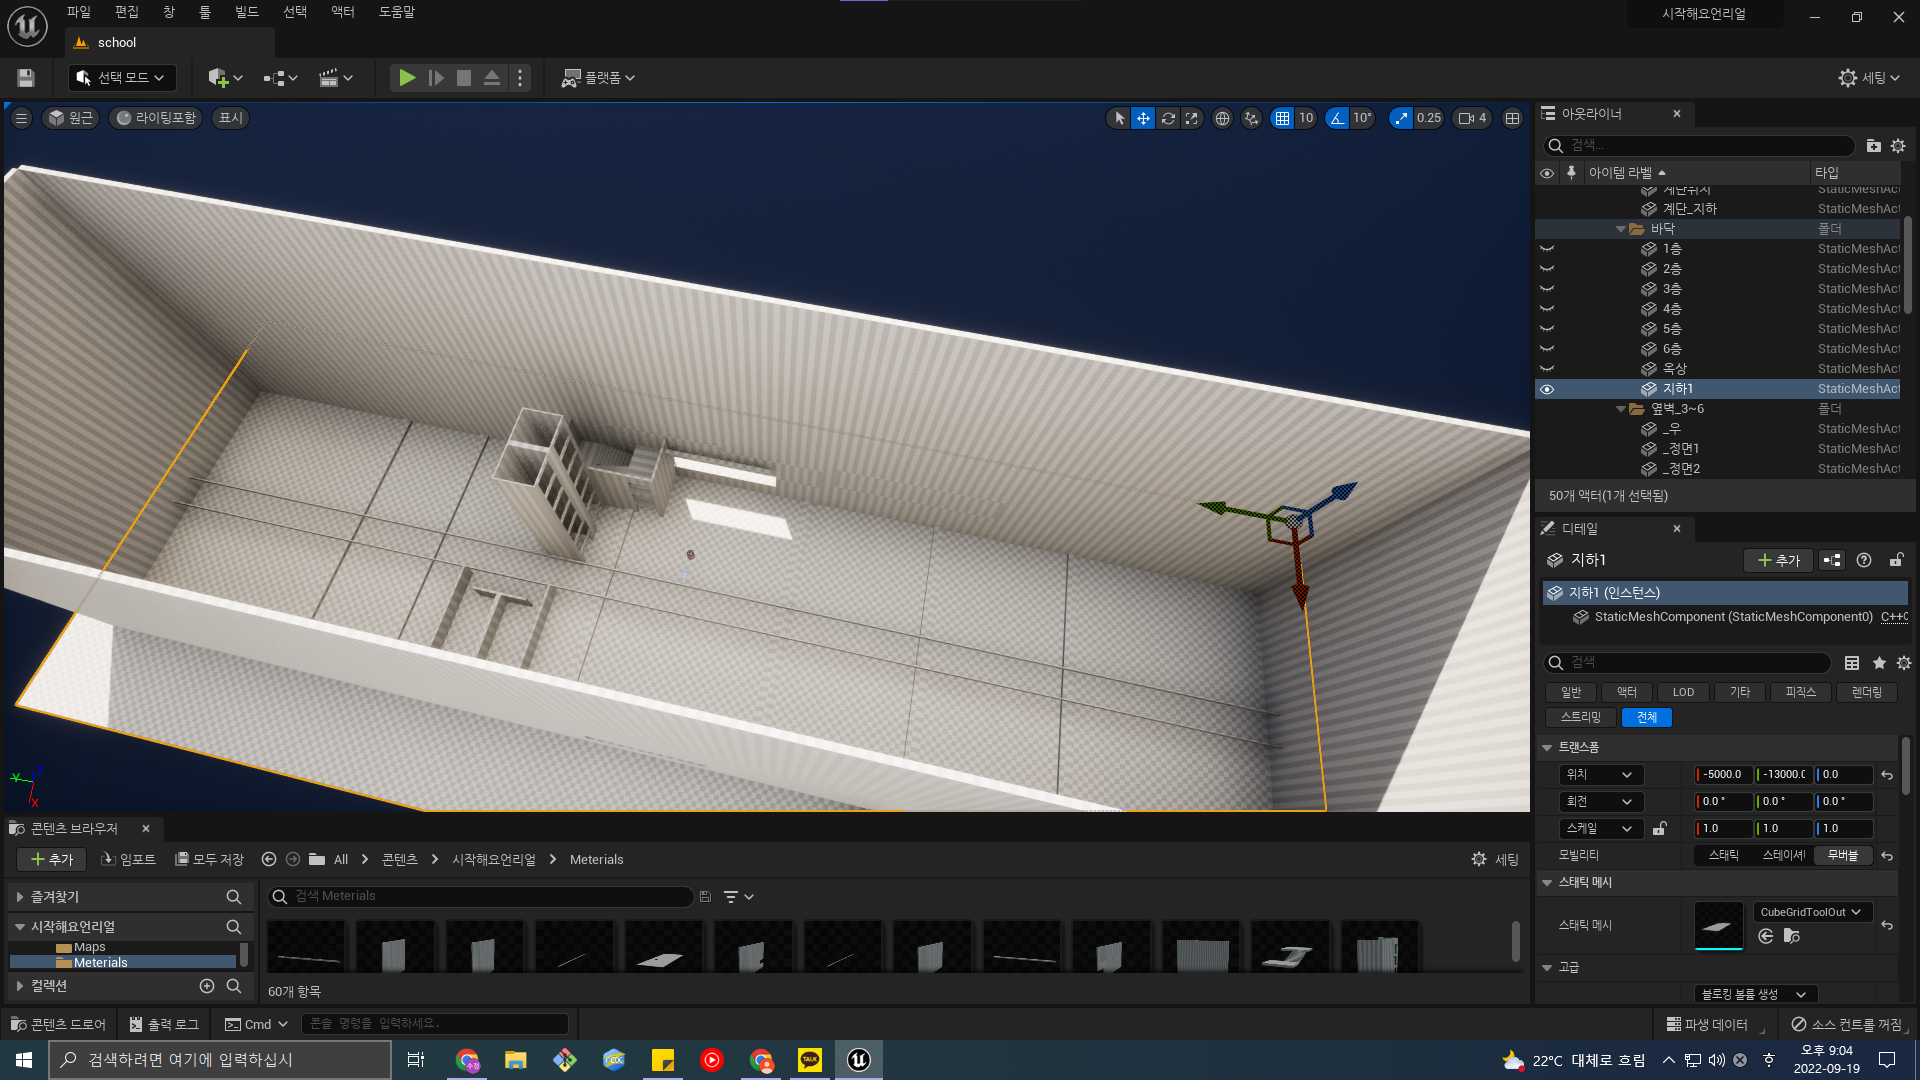 파일 편집 창 툴 빌드 선택 액터 도움말
시작해요언리얼
school
선택 모드
플랫폼
세팅
원근 라이팅포함 표시
10 10° 0.25 4
아웃라이너
검색...
아이템 라벨 타입
계단위치 StaticMeshAct
계단_지하 StaticMeshAct
바닥 폴더
1층 StaticMeshAct
2층 StaticMeshAct
3층 StaticMeshAct
4층 StaticMeshAct
5층 StaticMeshAct
6층 StaticMeshAct
옥상 StaticMeshAct
지하1 StaticMeshAct
옆벽_3~6 폴더
_우 StaticMeshAct
_정면1 StaticMeshAct
_정면2 StaticMeshAct
50개 액터(1개 선택됨)
디테일
지하1
추가
지하1 (인스턴스)
StaticMeshComponent (StaticMeshComponent0) C++
검색
일반 액터 LOD 기타 피직스 렌더링
스트리밍 전체
트랜스폼
위치 -5000.0 -13000.0 0.0
회전 0.0 ° 0.0 ° 0.0 °
스케일 1.0 1.0 1.0
모빌리티 스태틱 스테이셔 무버블
스태틱 메시
스태틱 메시 CubeGridToolOut
고급
블로킹 볼륨 생성
Z
Y
X
콘텐츠 브라우저
추가 임포트 모두 저장 All 콘텐츠 시작해요언리얼 Meterials
세팅
즐겨찾기
검색 Meterials
시작해요언리얼
Maps
Meterials
컬렉션
60개 항목
콘텐츠 드로어 출력 로그 Cmd 콘솔 명령을 입력하세요.
파생 데이터 소스 컨트롤 꺼짐
검색하려면 여기에 입력하십시
TALK
22°C 대체로 흐림
오후 9:04
2022-09-19